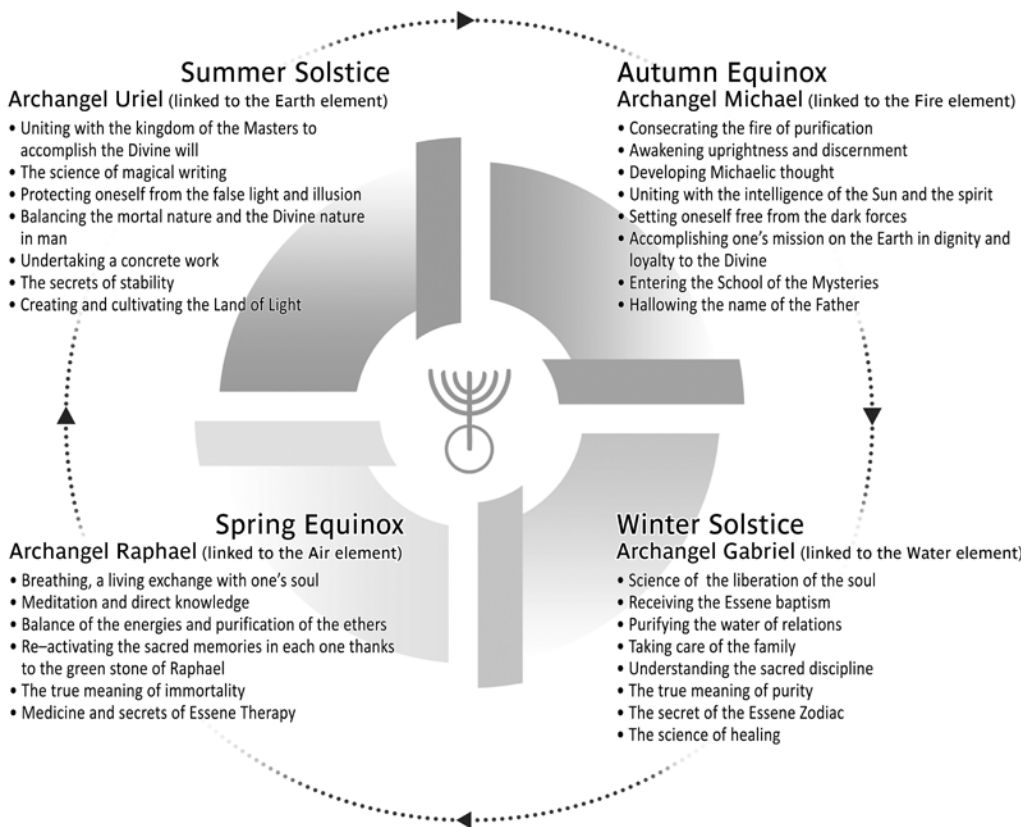 Summer Solstice
Archangel Uriel (linked to the Earth element)
• Uniting with the kingdom of the Masters to
accomplish the Divine will
• The science of magical writing
• Protecting oneself from the false light and illusion
• Balancing the mortal nature and the Divine nature
in man
• Undertaking a concrete work
• The secrets of stability
• Creating and cultivating the Land of Light
Autumn Equinox
Archangel Michael (linked to the Fire element)
• Consecrating the fire of purification
• Awakening uprightness and discernment
• Developing Michaelic thought
• Uniting with the intelligence of the Sun and the spirit
• Setting oneself free from the dark forces
• Accomplishing one's mission on the Earth in dignity and
loyalty to the Divine
• Entering the School of the Mysteries
• Hallowing the name of the Father
Spring Equinox
Archangel Raphael (linked to the Air element)
• Breathing, a living exchange with one's soul
• Meditation and direct knowledge
• Balance of the energies and purification of the ethers
• Re–activating the sacred memories in each one thanks
to the green stone of Raphael
• The true meaning of immortality
• Medicine and secrets of Essene Therapy
Winter Solstice
Archangel Gabriel (linked to the Water element)
• Science of the liberation of the soul
• Receiving the Essene baptism
• Purifying the water of relations
• Taking care of the family
• Understanding the sacred discipline
• The true meaning of purity
• The secret of the Essene Zodiac
• The science of healing